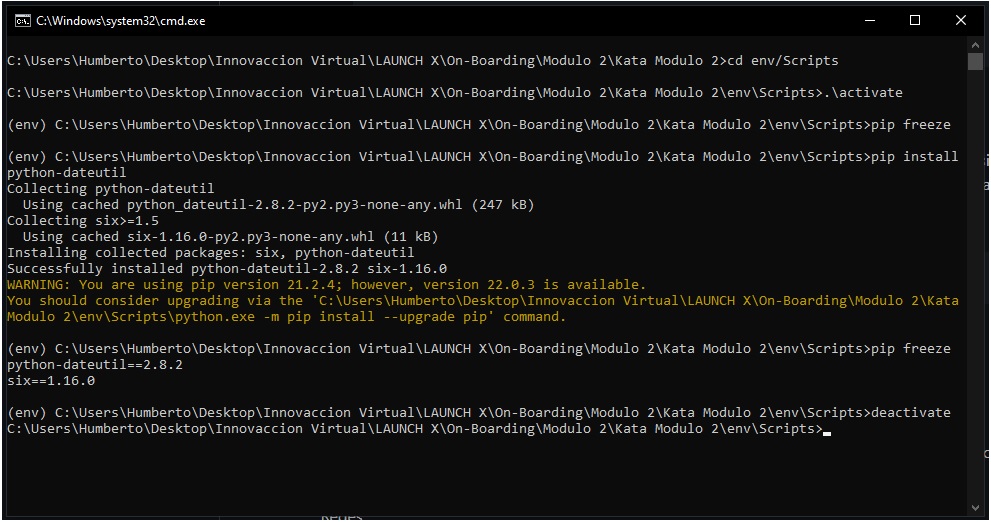 C:\Windows\system32\cmd.exe
C:\Users\Humberto\Desktop\Innovaccion Virtual\LAUNCH X\On-Boarding\Modulo 2\Kata Modulo 2>cd env/Scripts
C:\Users\Humberto\Desktop\Innovaccion Virtual\LAUNCH X\On-Boarding\Modulo 2\Kata Modulo 2\env\Scripts>.\activate
(env) C:\Users\Humberto\Desktop\Innovaccion Virtual\LAUNCH X\On-Boarding\Modulo 2\Kata Modulo 2\env\Scripts>pip freeze
(env) C:\Users\Humberto\Desktop\Innovaccion Virtual\LAUNCH X\On-Boarding\Modulo 2\Kata Modulo 2\env\Scripts>pip install
python-dateutil
Collecting python-dateutil
  Using cached python_dateutil-2.8.2-py2.py3-none-any.whl (247 kB)
Collecting six>=1.5
  Using cached six-1.16.0-py2.py3-none-any.whl (11 kB)
Installing collected packages: six, python-dateutil
Successfully installed python-dateutil-2.8.2 six-1.16.0
WARNING: You are using pip version 21.2.4; however, version 22.0.3 is available.
You should consider upgrading via the 'C:\Users\Humberto\Desktop\Innovaccion Virtual\LAUNCH X\On-Boarding\Modulo 2\Kata
Modulo 2\env\Scripts\python.exe -m pip install --upgrade pip' command.
(env) C:\Users\Humberto\Desktop\Innovaccion Virtual\LAUNCH X\On-Boarding\Modulo 2\Kata Modulo 2\env\Scripts>pip freeze
python-dateutil==2.8.2
six==1.16.0
(env) C:\Users\Humberto\Desktop\Innovaccion Virtual\LAUNCH X\On-Boarding\Modulo 2\Kata Modulo 2\env\Scripts>deactivate
C:\Users\Humberto\Desktop\Innovaccion Virtual\LAUNCH X\On-Boarding\Modulo 2\Kata Modulo 2\env\Scripts>